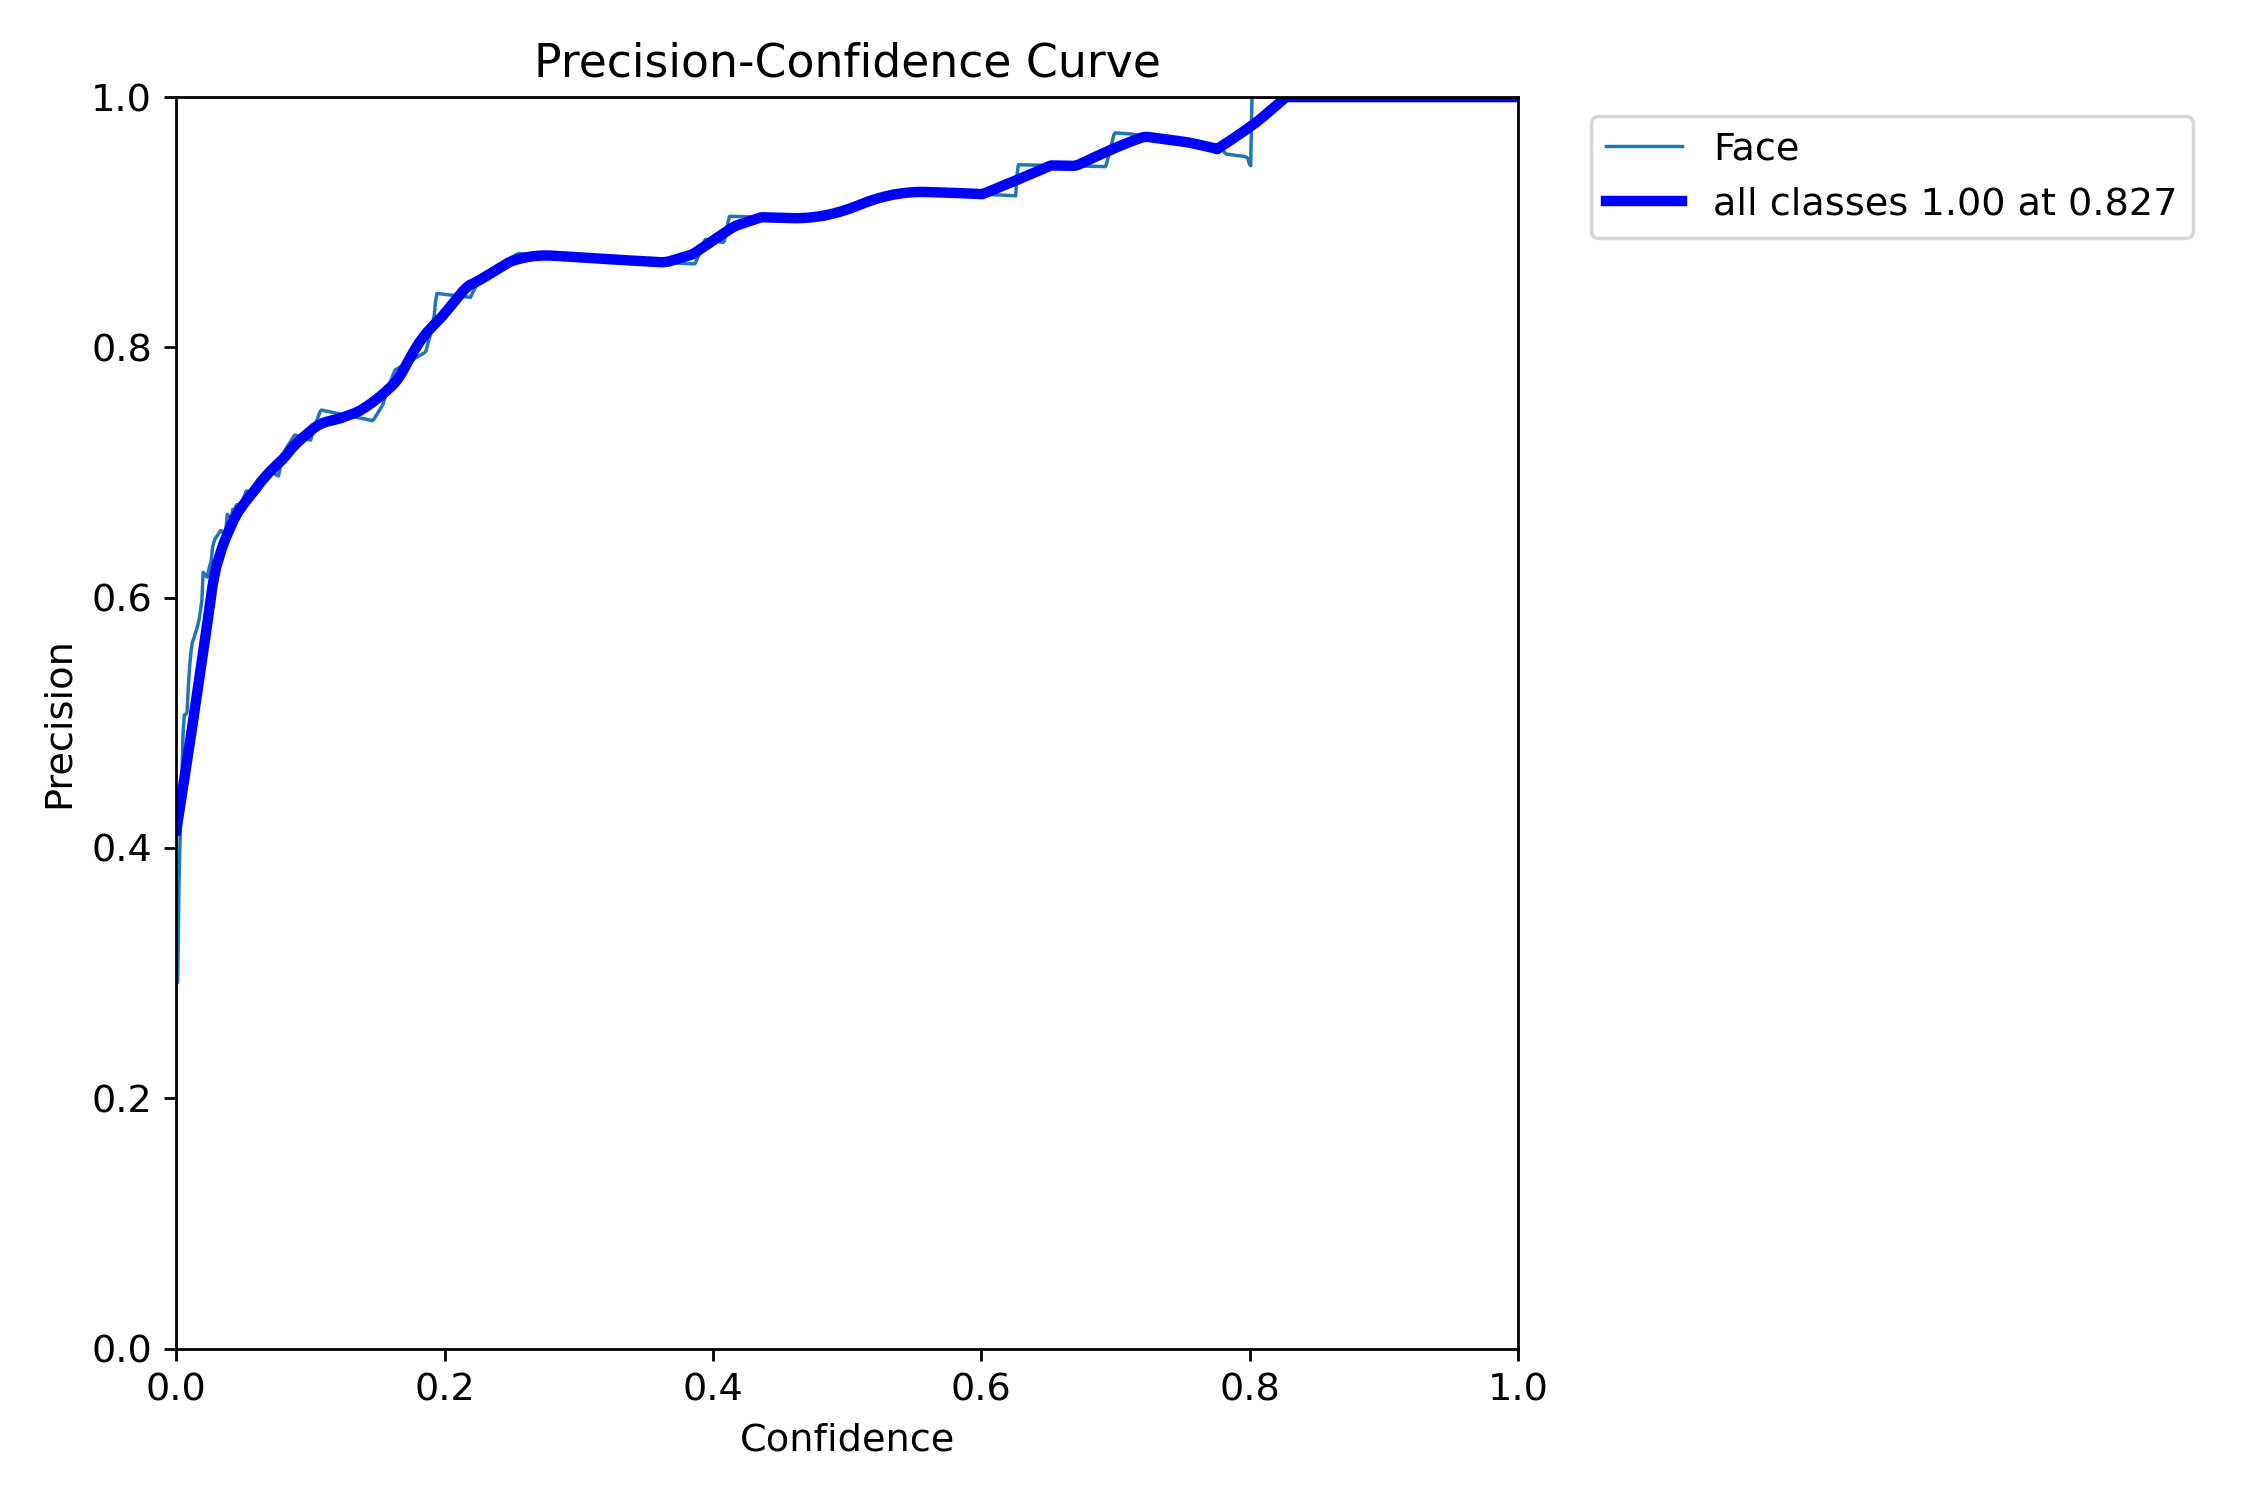 Precision-Confidence Curve
1.0
0.8
0.6
0.4
0.2
0.0
Precision
0.0 0.2 0.4 0.6 0.8 1.0
Confidence
Face
all classes 1.00 at 0.827